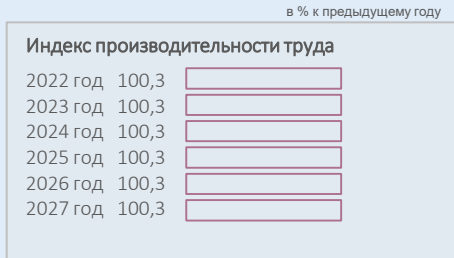 в % к предыдущему году
Индекс производительности труда
2022 год 100,3
2023 год 100,3
2024 год 100,3
2025 год 100,3
2026 год 100,3
2027 год 100,3